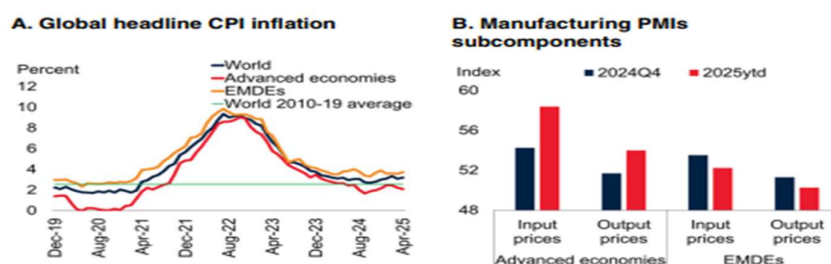 A. Global headline CPI inflation
Percent
World
Advanced economies
EMDEs
World 2010-19 average
12
10
8
6
4
2
0
Dec-19
Aug-20
Apr-21
Dec-21
Aug-22
Apr-23
Dec-23
Aug-24
Apr-25
B. Manufacturing PMIs
subcomponents
Index
2024Q4 2025ytd
60
56
52
48
Input prices
Output prices
Input prices
Output prices
Advanced economies
EMDEs